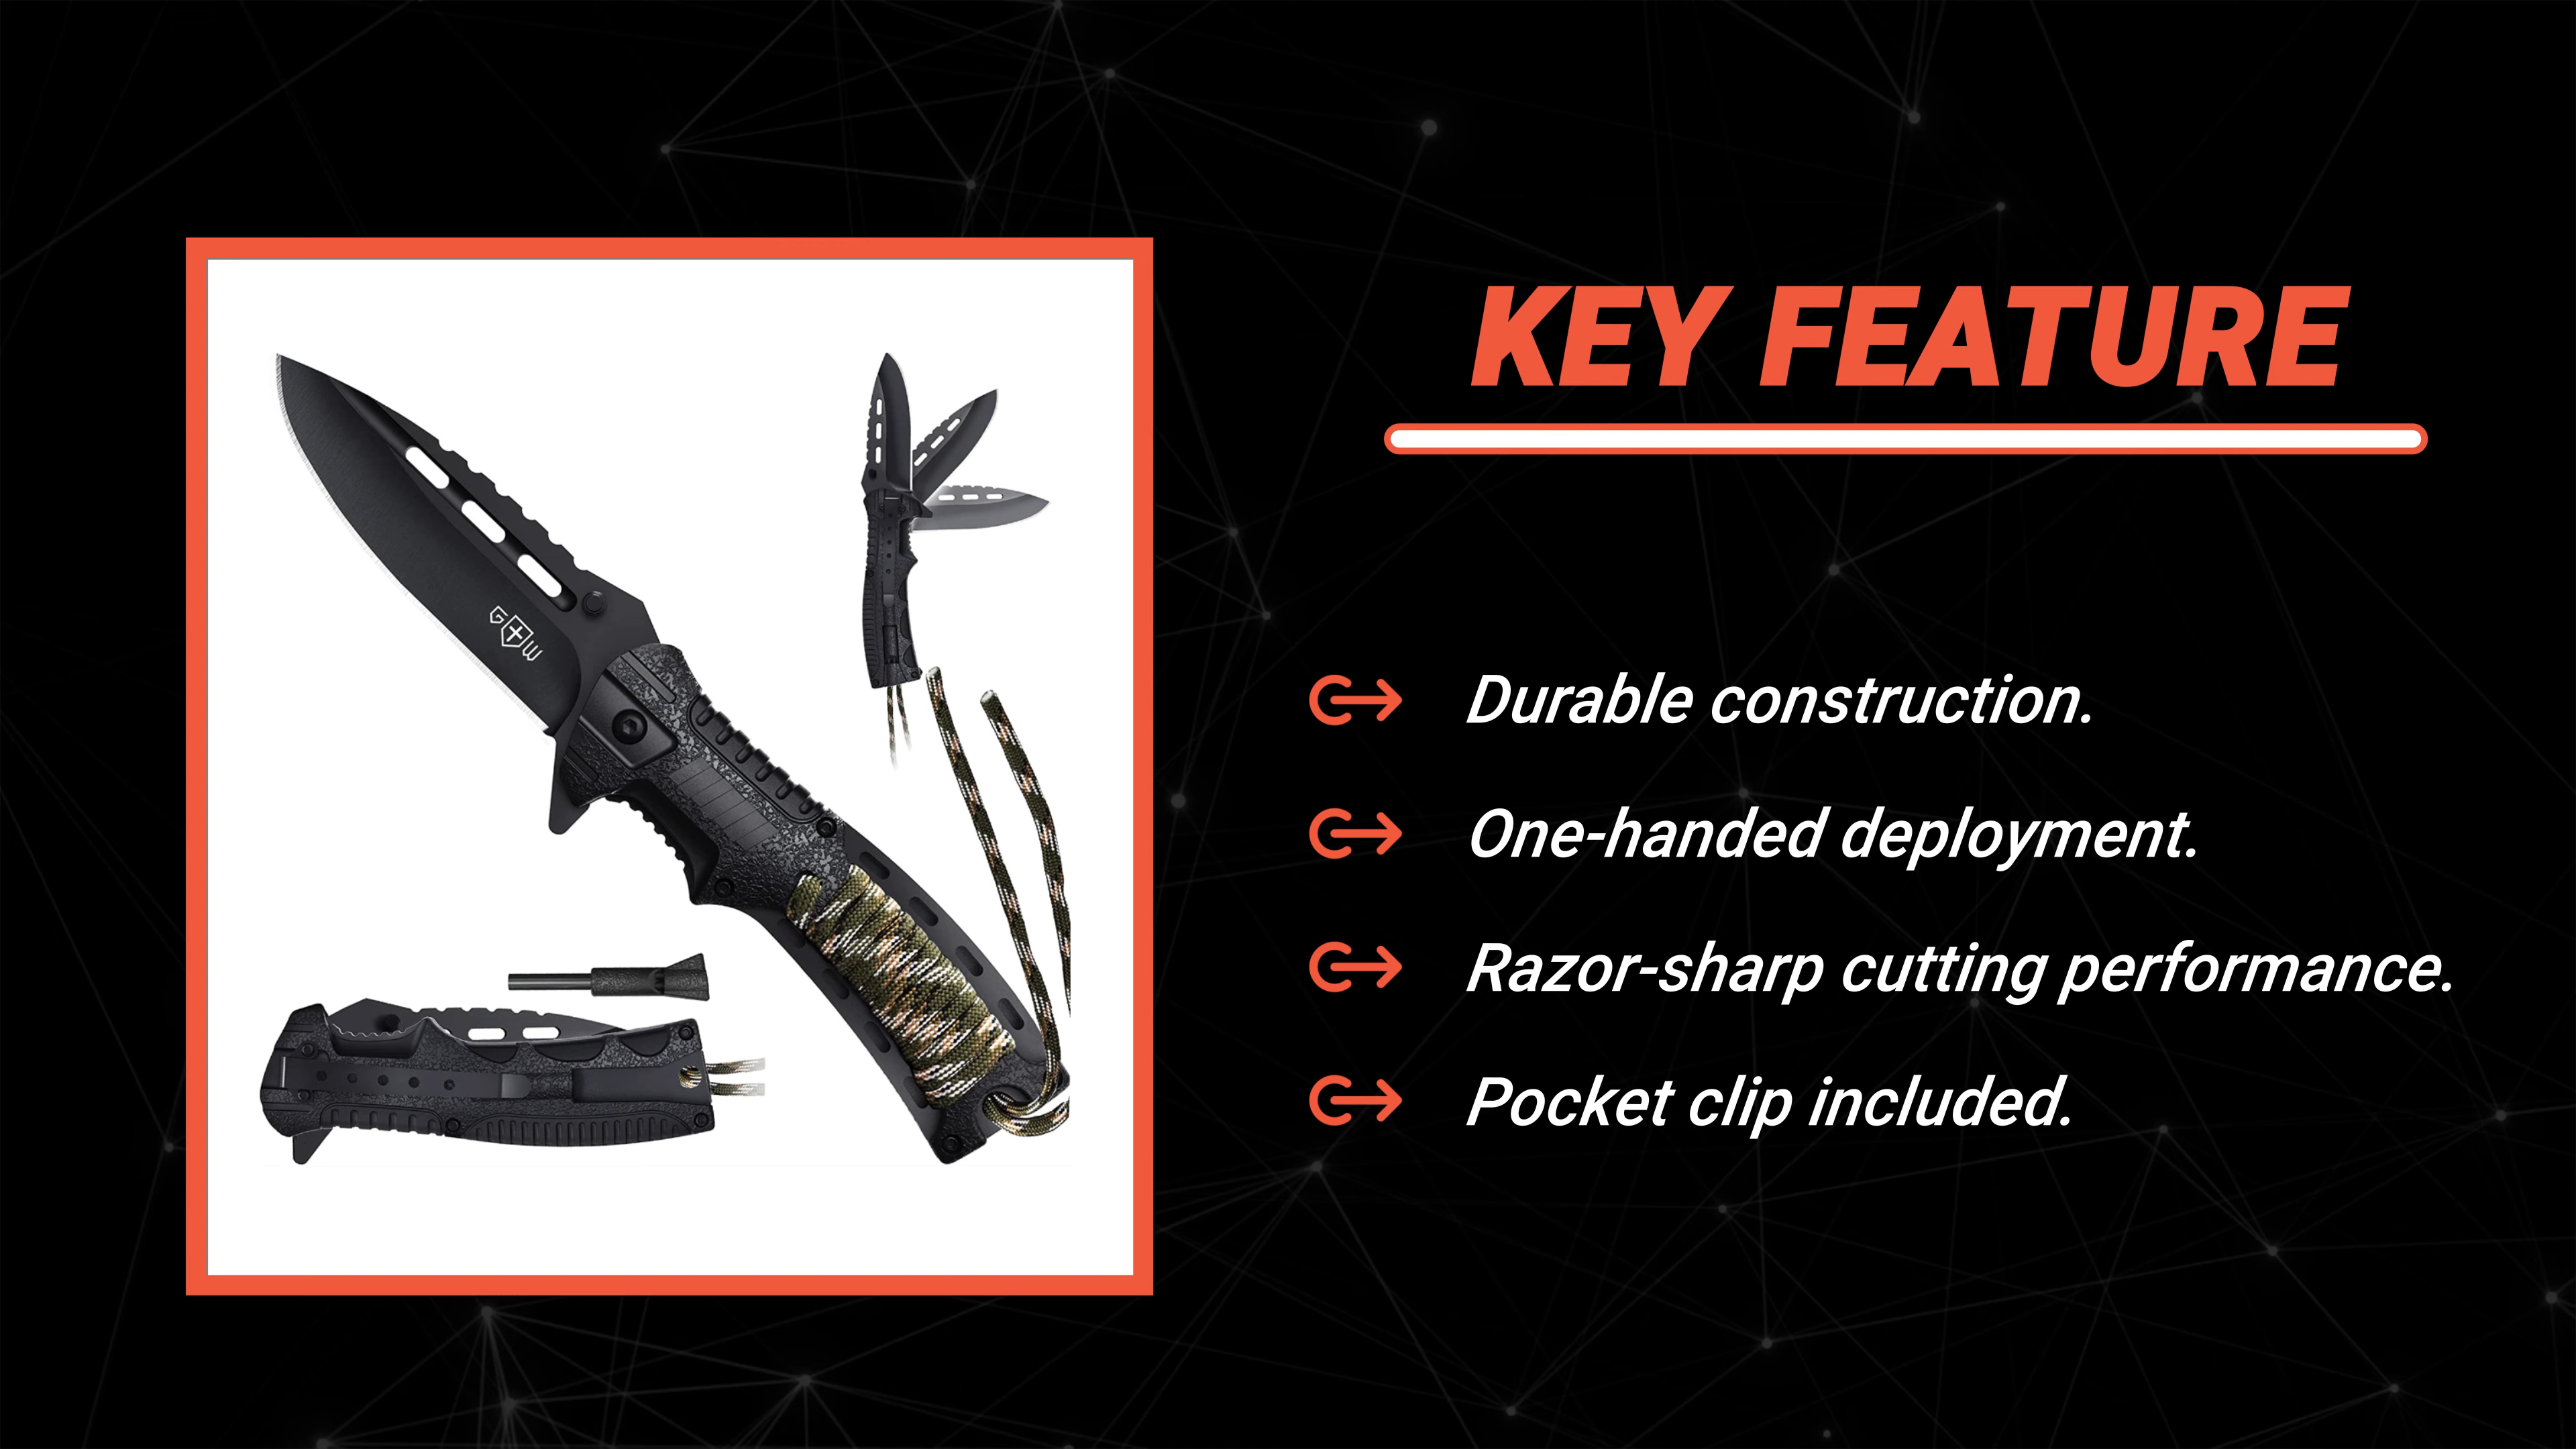 KEY FEATURE
G W
Durable construction.
One-handed deployment.
Razor-sharp cutting performance.
Pocket clip included.